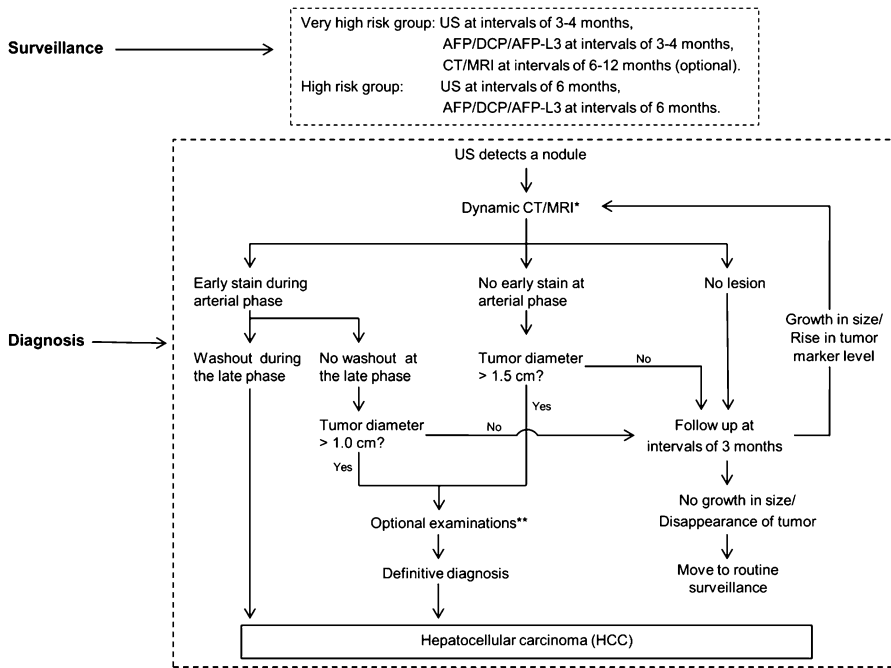 Surveillance
Very high risk group: US at intervals of 3-4 months,
AFP/DCP/AFP-L3 at intervals of 3-4 months,
CT/MRI at intervals of 6-12 months (optional).
High risk group: US at intervals of 6 months,
AFP/DCP/AFP-L3 at intervals of 6 months.
Diagnosis
US detects a nodule
Dynamic CT/MRI*
Early stain during
arterial phase
No early stain at
arterial phase
No lesion
Growth in size/
Rise in tumor
marker level
Washout during
the late phase
No washout at
the late phase
Tumor diameter
> 1.5 cm?
No
Yes
Tumor diameter
> 1.0 cm?
No
Yes
Follow up at
intervals of 3 months
No growth in size/
Disappearance of tumor
Optional examinations**
Definitive diagnosis
Move to routine
surveillance
Hepatocellular carcinoma (HCC)